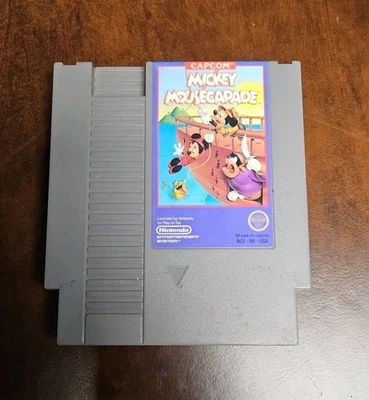 CAPCOM
MICKEY
MOUSECAPADE
Licensed by Nintendo
for Play on the
Nintendo
ENTERTAINMENT
SYSTEM
Made in Japan
NES-MI-USA